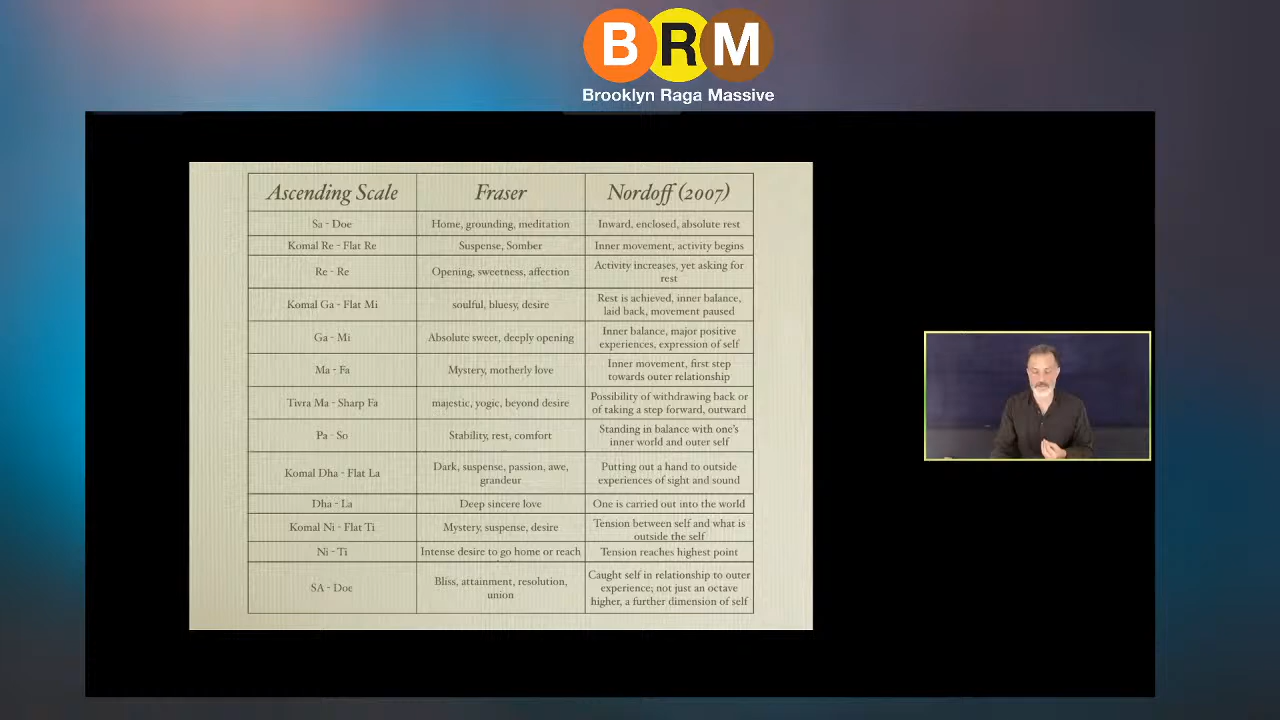 BRM
Brooklyn Raga Massive
Ascending Scale
Fraser
Nordoff (2007)
Sa - Doe
Home, grounding, meditation
Inward, enclosed, absolute rest
Komal Re - Flat Re
Suspense, Somber
Inner movement, activity begins
Re - Re
Opening, sweetness, affection
Activity increases, yet asking for
rest
Komal Ga - Flat Mi
soulful, bluesy, desire
Rest is achieved, inner balance,
laid back, movement paused
Ga - Mi
Absolute sweet, deeply opening
Inner balance, major positive
experiences, expression of self
Ma - Fa
Mystery, motherly love
Inner movement, first step
towards outer relationship
Tivra Ma - Sharp Fa
majestic, yogic, beyond desire
Possibility of withdrawing back or
of taking a step forward, outward
Pa - So
Stability, rest, comfort
Standing in balance with one's
inner world and outer self
Komal Dha - Flat La
Dark, suspense, passion, awe,
grandeur
Putting out a hand to outside
experiences of sight and sound
Dha - La
Deep sincere love
One is carried out into the world
Komal Ni - Flat Ti
Mystery, suspense, desire
Tension between self and what is
outside the self
Ni - Ti
Intense desire to go home or reach
Tension reaches highest point
SA - Doe
Bliss, attainment, resolution,
union
Caught self in relationship to outer
experience; not just an octave
higher, a further dimension of self